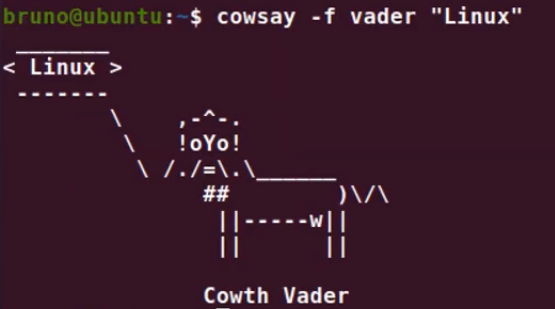 bruno@ubuntu:~$ cowsay -f vader "Linux"
 _______
< Linux >
 -------
        \    ,-^-.
         \   !oYo!
          \ /./=\.\______
               ##        )\/\
                ||-----w||
                ||      ||

               Cowth Vader